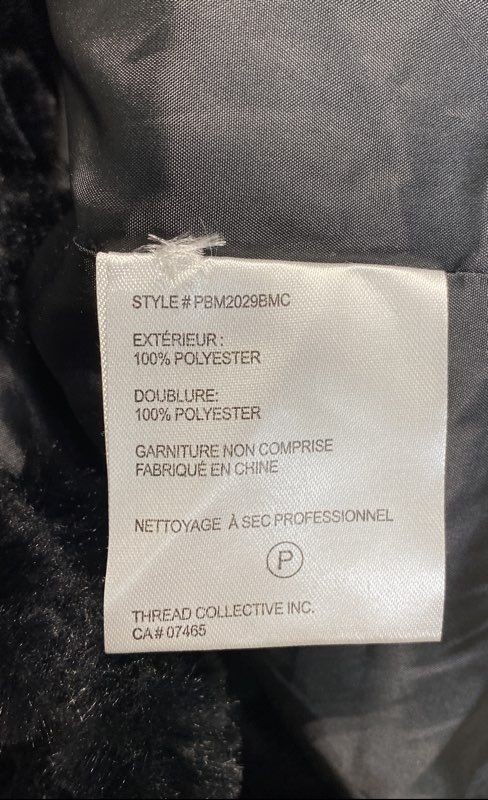 STYLE # PBM2029BMC
EXTÉRIEUR :
100% POLYESTER
DOUBLURE:
100% POLYESTER
GARNITURE NON COMPRISE
FABRIQUÉ EN CHINE
NETTOYAGE À SEC PROFESSIONNEL
P
THREAD COLLECTIVE INC.
CA# 07465